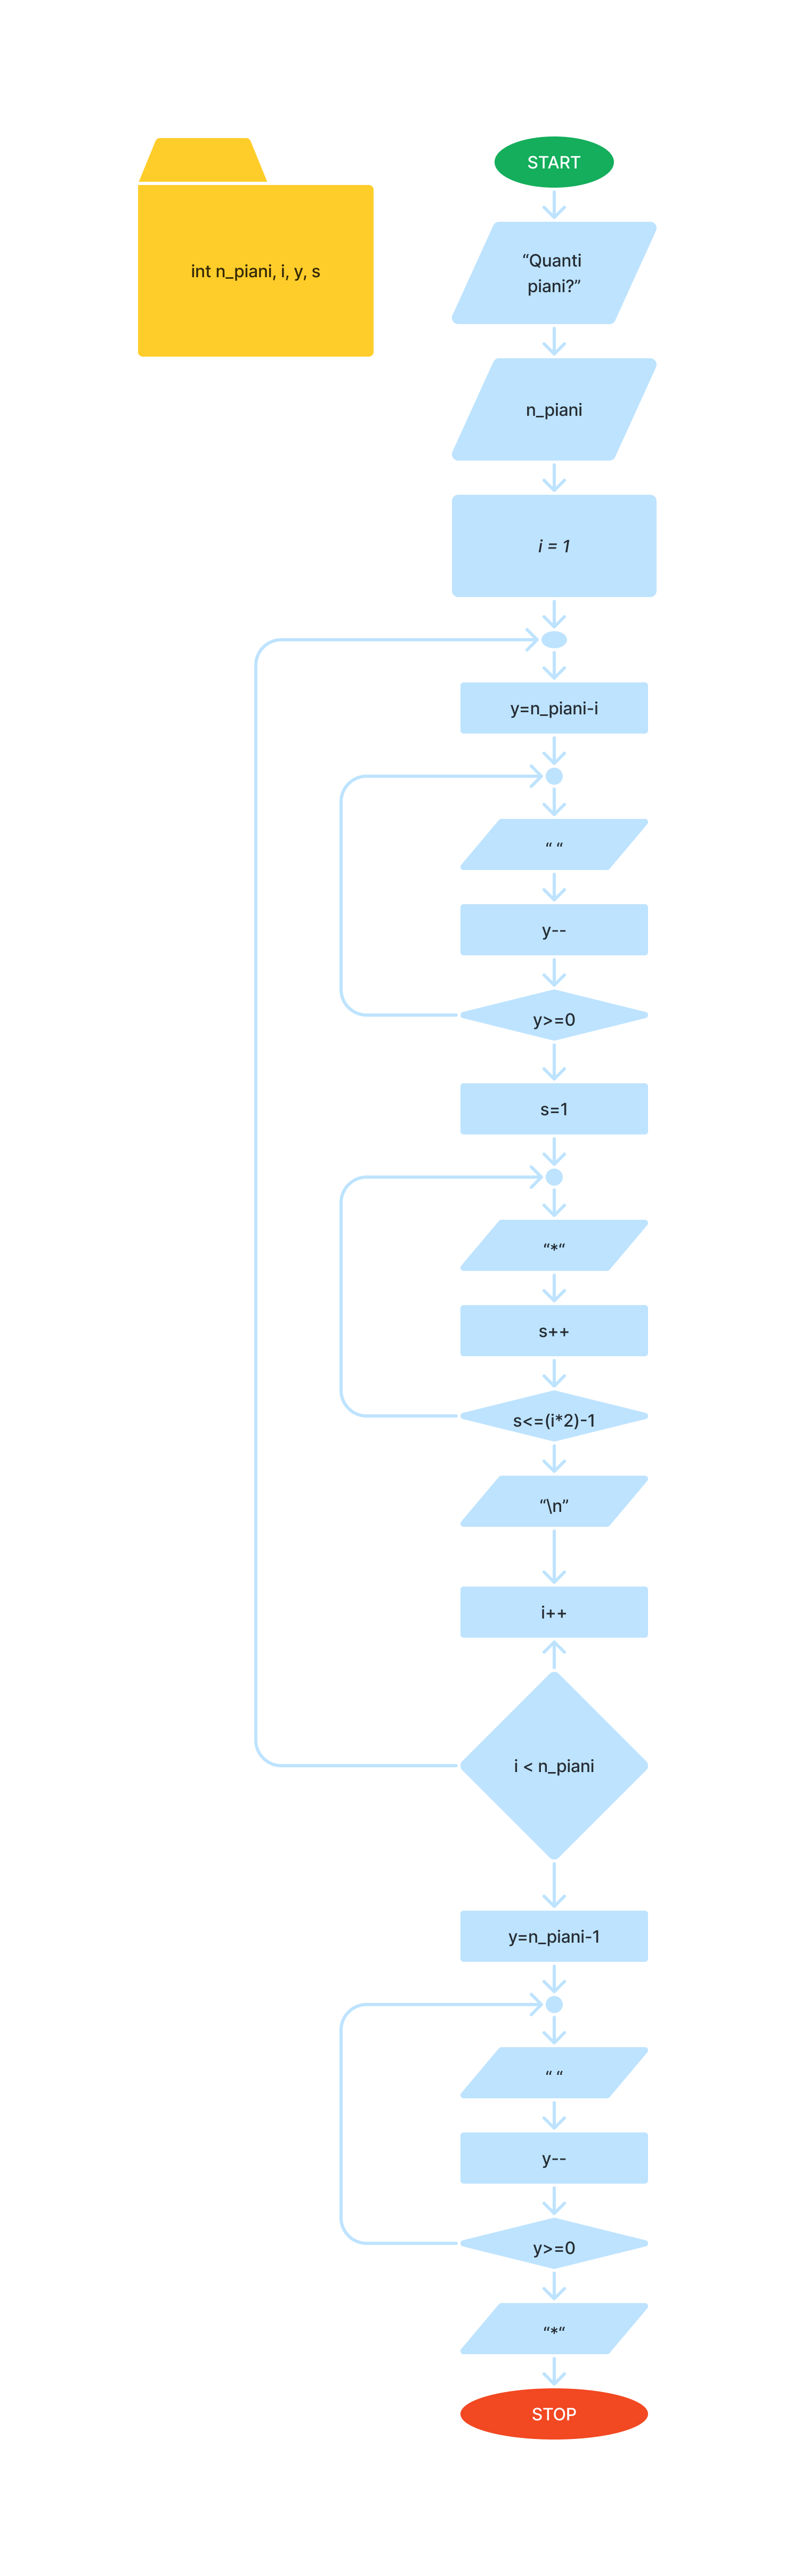 int n_piani, i, y, s
START
“Quanti
piani?”
n_piani
i = 1
y=n_piani-i
“ “
y--
y>=0
s=1
“*“
s++
s<=(i*2)-1
“\n”
i++
i < n_piani
y=n_piani-1
“ “
y--
y>=0
“*“
STOP